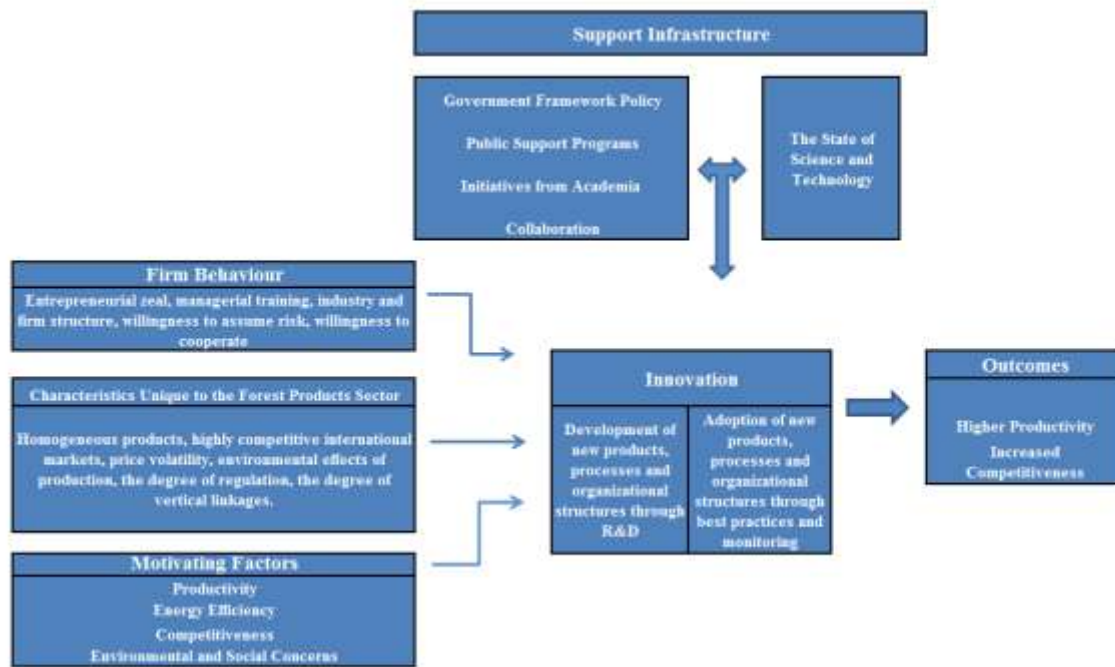 Support Infrastructure
Government Framework Policy
Public Support Programs
Initiatives from Academia
Collaboration
The State of
Science and
Technology
Firm Behaviour
Entrepreneurial zeal, managerial training, industry and
firm structure, willingness to assume risk, willingness to
cooperate
Characteristics Unique to the Forest Products Sector
Homogeneous products, highly competitive international
markets, price volatility, environmental effects of
production, the degree of regulation, the degree of
vertical linkages.
Motivating Factors
Productivity
Energy Efficiency
Competitiveness
Environmental and Social Concerns
Innovation
Development of
new products,
processes and
organizational
structures through
R&D
Adoption of new
products,
processes and
organizational
structures through
best practices and
monitoring
Outcomes
Higher Productivity
Increased
Competitiveness